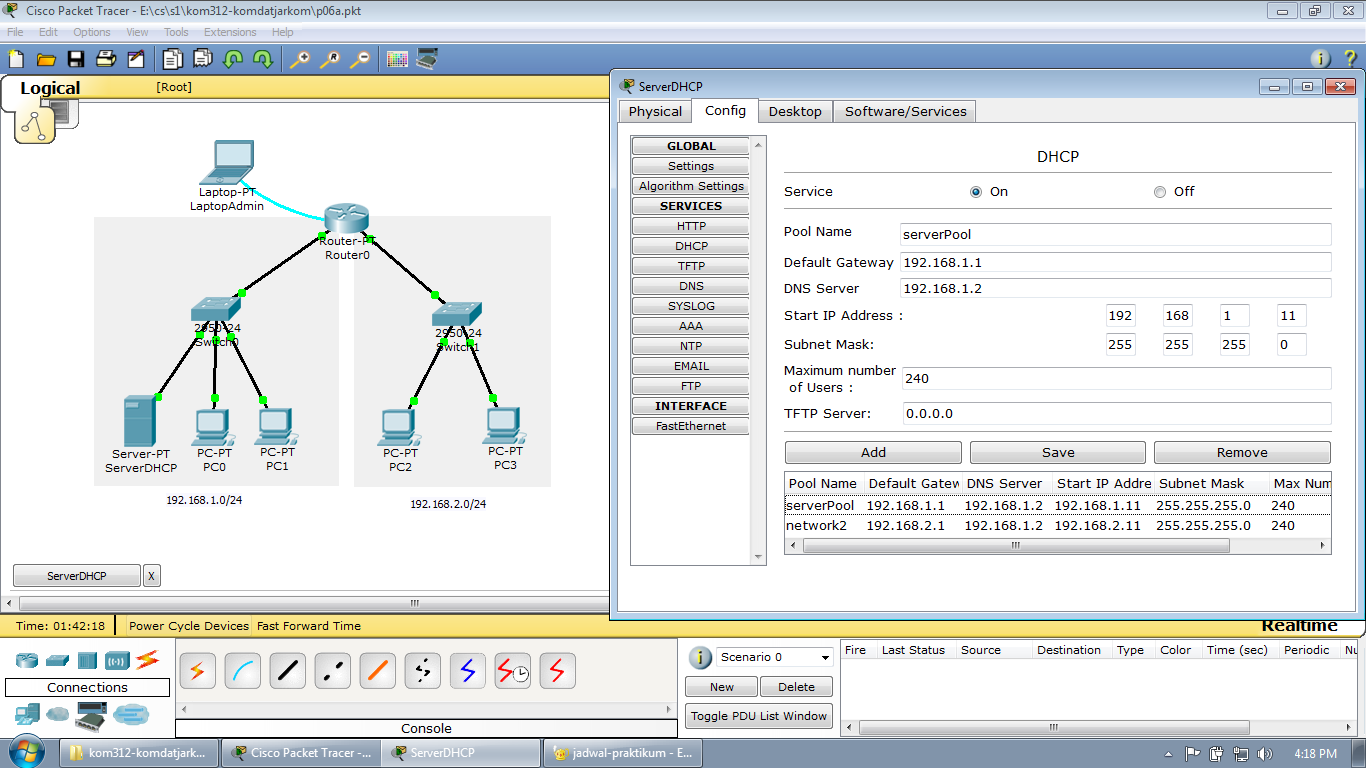 Cisco Packet Tracer - E:\cs\s1\kom312-komdatjarkom\p06a.pkt
File Edit Options View Tools Extensions Help
Logical [Root]
Laptop-PT
LaptopAdmin
Router-PT
Router0
2950-24
Switch0
2950-24
Switch1
Server-PT
ServerDHCP
PC-PT
PC0
PC-PT
PC1
PC-PT
PC2
PC-PT
PC3
192.168.1.0/24
192.168.2.0/24
ServerDHCP X
ServerDHCP
Physical Config Desktop Software/Services
GLOBAL
Settings
Algorithm Settings
SERVICES
HTTP
DHCP
TFTP
DNS
SYSLOG
AAA
NTP
EMAIL
FTP
INTERFACE
FastEthernet
DHCP
Service On Off
Pool Name serverPool
Default Gateway 192.168.1.1
DNS Server 192.168.1.2
Start IP Address : 192 168 1 11
Subnet Mask: 255 255 255 0
Maximum number
of Users : 240
TFTP Server: 0.0.0.0
Add Save Remove
Pool Name Default Gatew DNS Server Start IP Addre Subnet Mask Max Num
serverPool 192.168.1.1 192.168.1.2 192.168.1.11 255.255.255.0 240
network2 192.168.2.1 192.168.1.2 192.168.2.11 255.255.255.0 240
Time: 01:42:18 Power Cycle Devices Fast Forward Time Realtime
Connections
Console
Scenario 0
New Delete
Toggle PDU List Window
Fire Last Status Source Destination Type Color Time (sec) Periodic Nu
kom312-komdatjark... Cisco Packet Tracer -... ServerDHCP jadwal-praktikum - E... 4:18 PM